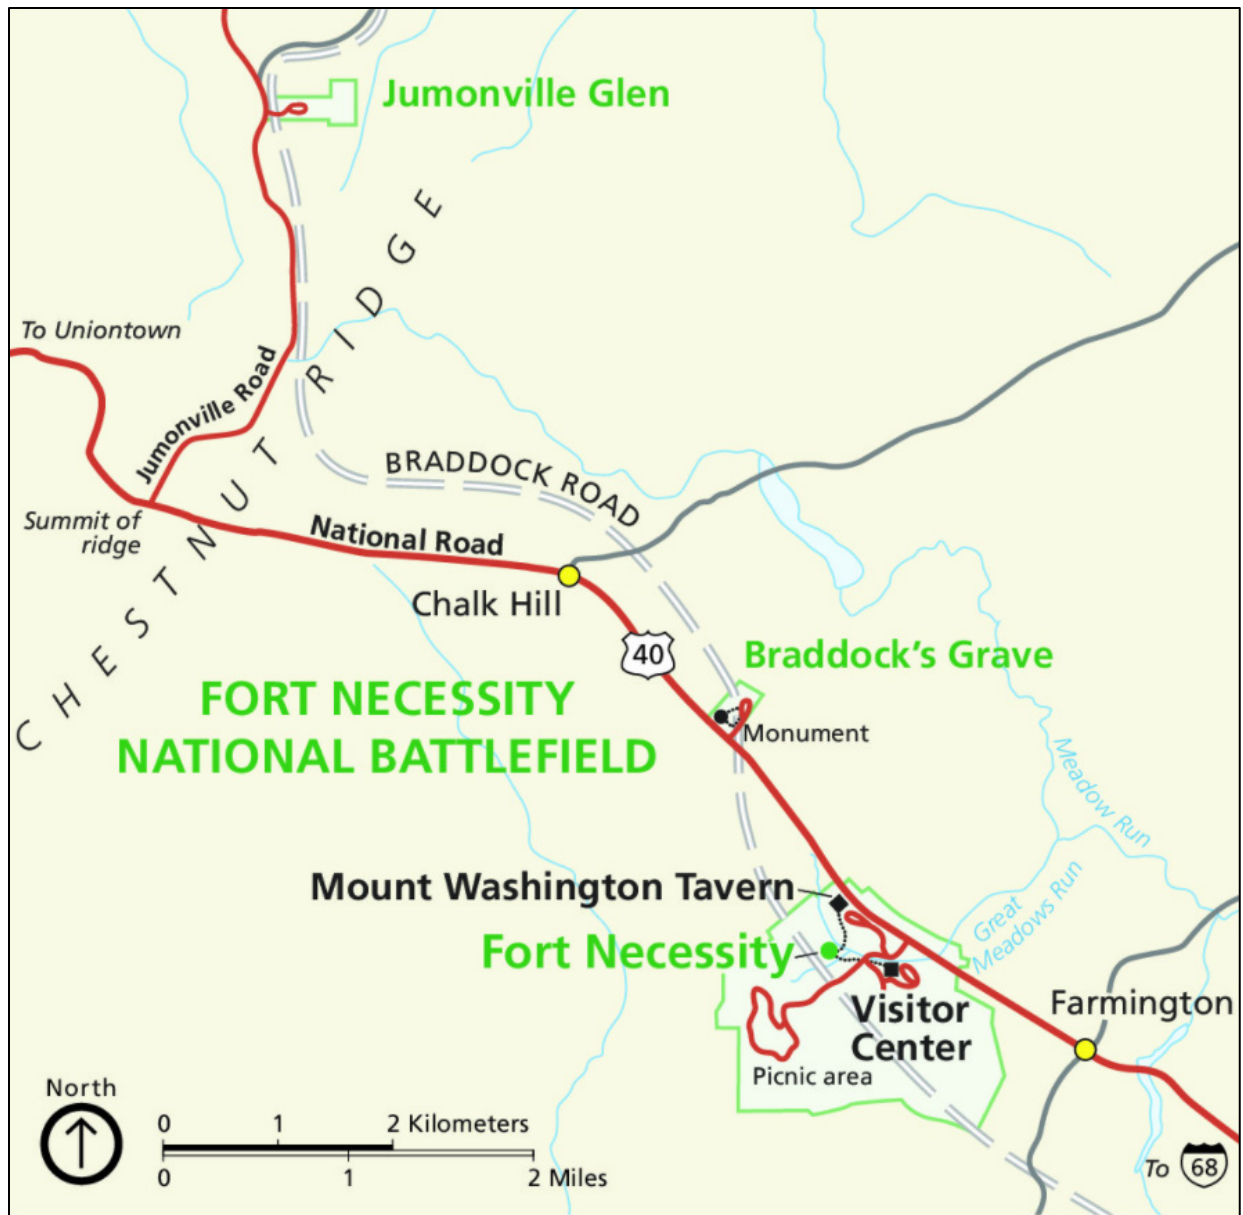 Jumonville Glen
CHESTNUT RIDGE
To Uniontown
Jumonville Road
BRADDOCK ROAD
Summit of
ridge
National Road
Chalk Hill
40
Braddock's Grave
Monument
FORT NECESSITY
NATIONAL BATTLEFIELD
Meadow Run
Mount Washington Tavern
Great
Meadows Run
Fort Necessity
Visitor
Center
Farmington
Picnic area
North
0 1 2 Kilometers
0 1 2 Miles
To 68